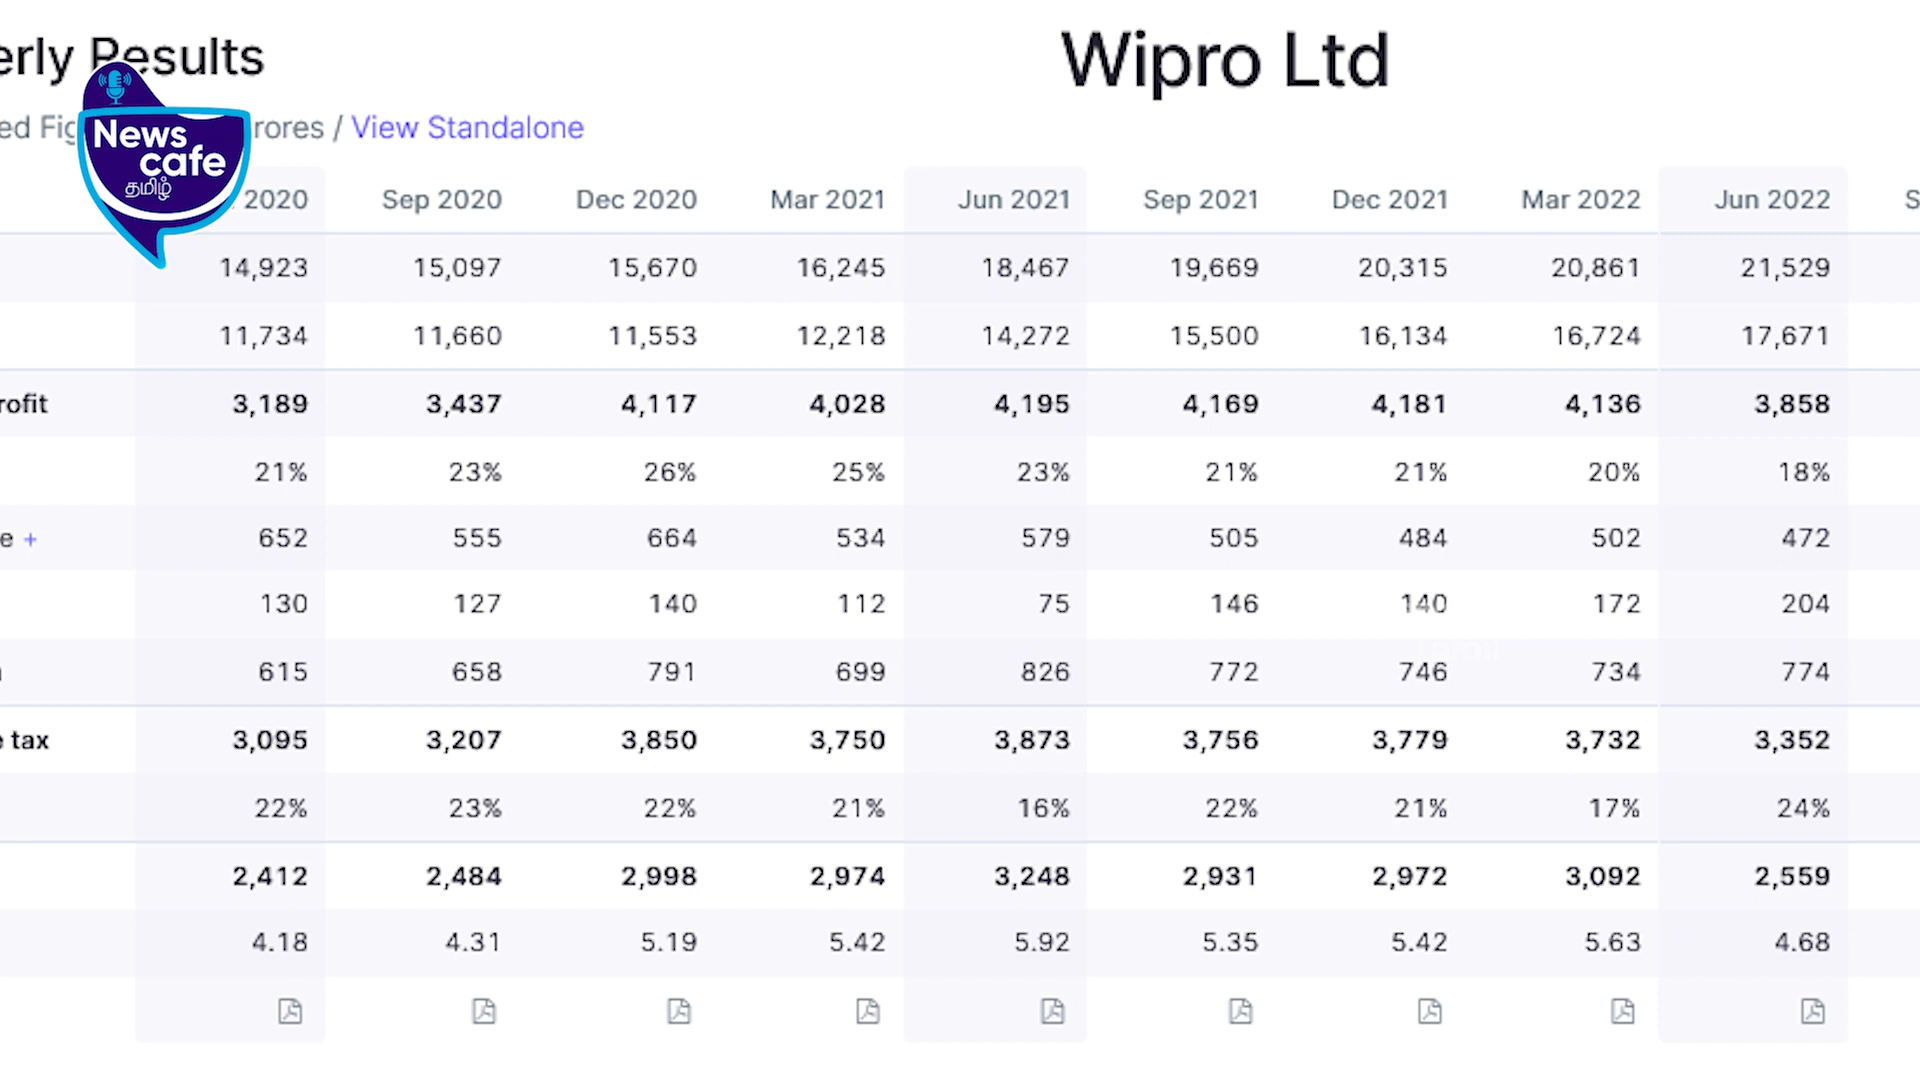 erly Results
Wipro Ltd
ed Fig rores / View Standalone
News
cafe
தமிழ்
2020 Sep 2020 Dec 2020 Mar 2021 Jun 2021 Sep 2021 Dec 2021 Mar 2022 Jun 2022 S
14,923 15,097 15,670 16,245 18,467 19,669 20,315 20,861 21,529
11,734 11,660 11,553 12,218 14,272 15,500 16,134 16,724 17,671
rofit 3,189 3,437 4,117 4,028 4,195 4,169 4,181 4,136 3,858
21% 23% 26% 25% 23% 21% 21% 20% 18%
e + 652 555 664 534 579 505 484 502 472
130 127 140 112 75 146 140 172 204
615 658 791 699 826 772 746 734 774
e tax 3,095 3,207 3,850 3,750 3,873 3,756 3,779 3,732 3,352
22% 23% 22% 21% 16% 22% 21% 17% 24%
2,412 2,484 2,998 2,974 3,248 2,931 2,972 3,092 2,559
4.18 4.31 5.19 5.42 5.92 5.35 5.42 5.63 4.68